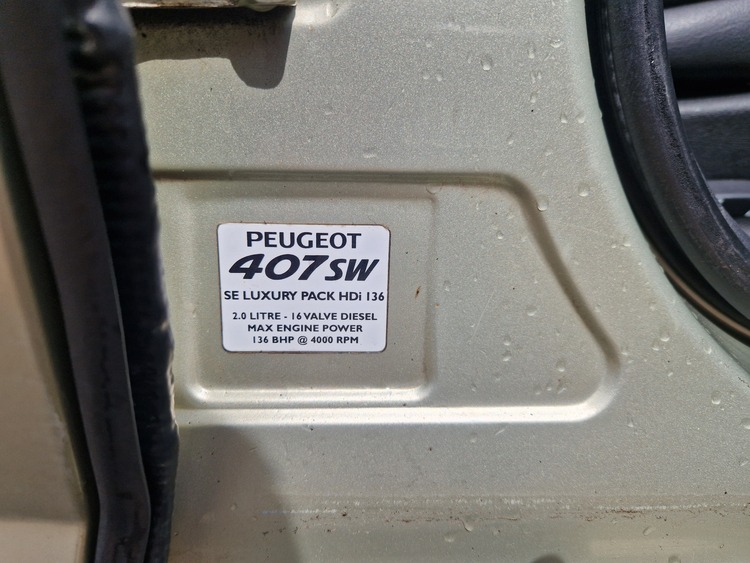 PEUGEOT
407SW
SE LUXURY PACK HDi 136
2.0 LITRE - 16 VALVE DIESEL
MAX ENGINE POWER
136 BHP @ 4000 RPM